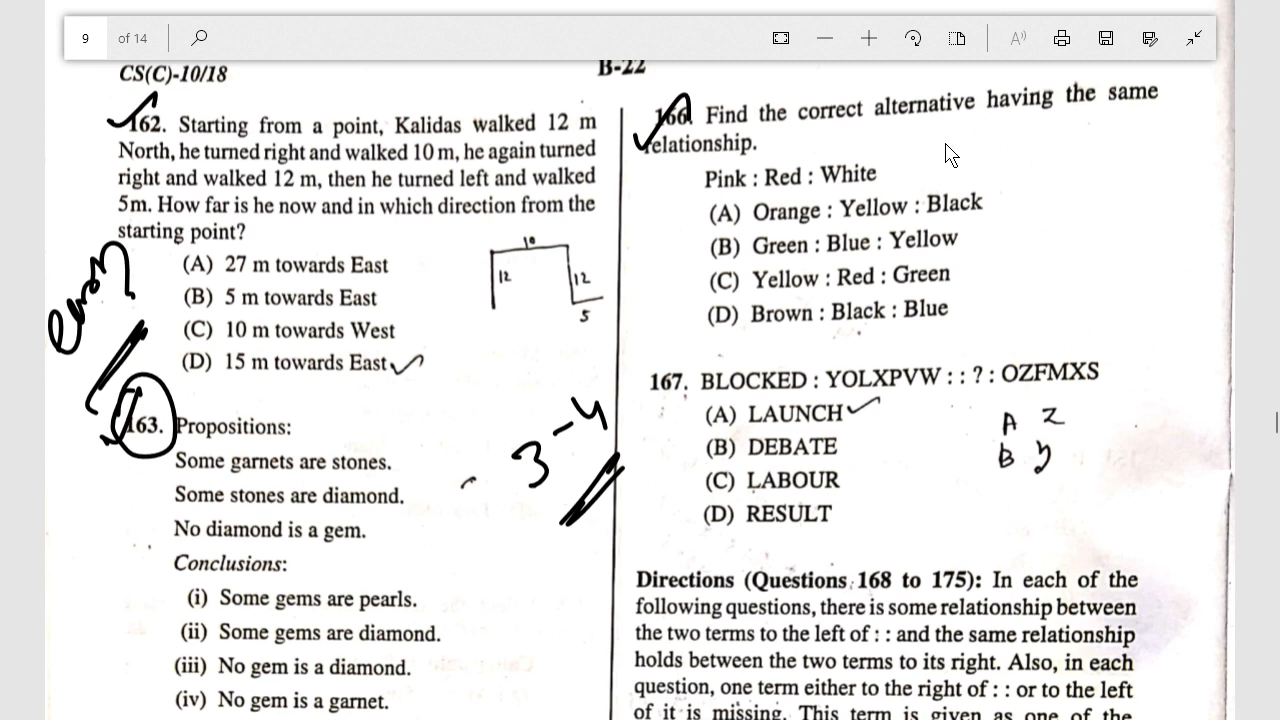 9 of 14
CS(C)-10/18
B-22
162. Starting from a point, Kalidas walked 12 m
North, he turned right and walked 10 m, he again turned
right and walked 12 m, then he turned left and walked
5m. How far is he now and in which direction from the
starting point?
(A) 27 m towards East
(B) 5 m towards East
(C) 10 m towards West
(D) 15 m towards East
10
12
12
5
163. Propositions:
Some garnets are stones.
Some stones are diamond.
No diamond is a gem.
3-4
Conclusions:
(i) Some gems are pearls.
(ii) Some gems are diamond.
(iii) No gem is a diamond.
(iv) No gem is a garnet.
166. Find the correct alternative having the same
relationship.
Pink : Red : White
(A) Orange : Yellow : Black
(B) Green : Blue : Yellow
(C) Yellow : Red : Green
(D) Brown : Black : Blue
167. BLOCKED : YOLXPVW : : ? : OZFMXS
(A) LAUNCH
(B) DEBATE
(C) LABOUR
(D) RESULT
A Z
B y
Directions (Questions 168 to 175): In each of the
following questions, there is some relationship between
the two terms to the left of : : and the same relationship
holds between the two terms to its right. Also, in each
question, one term either to the right of : : or to the left
of it is missing. This term is given as one of the